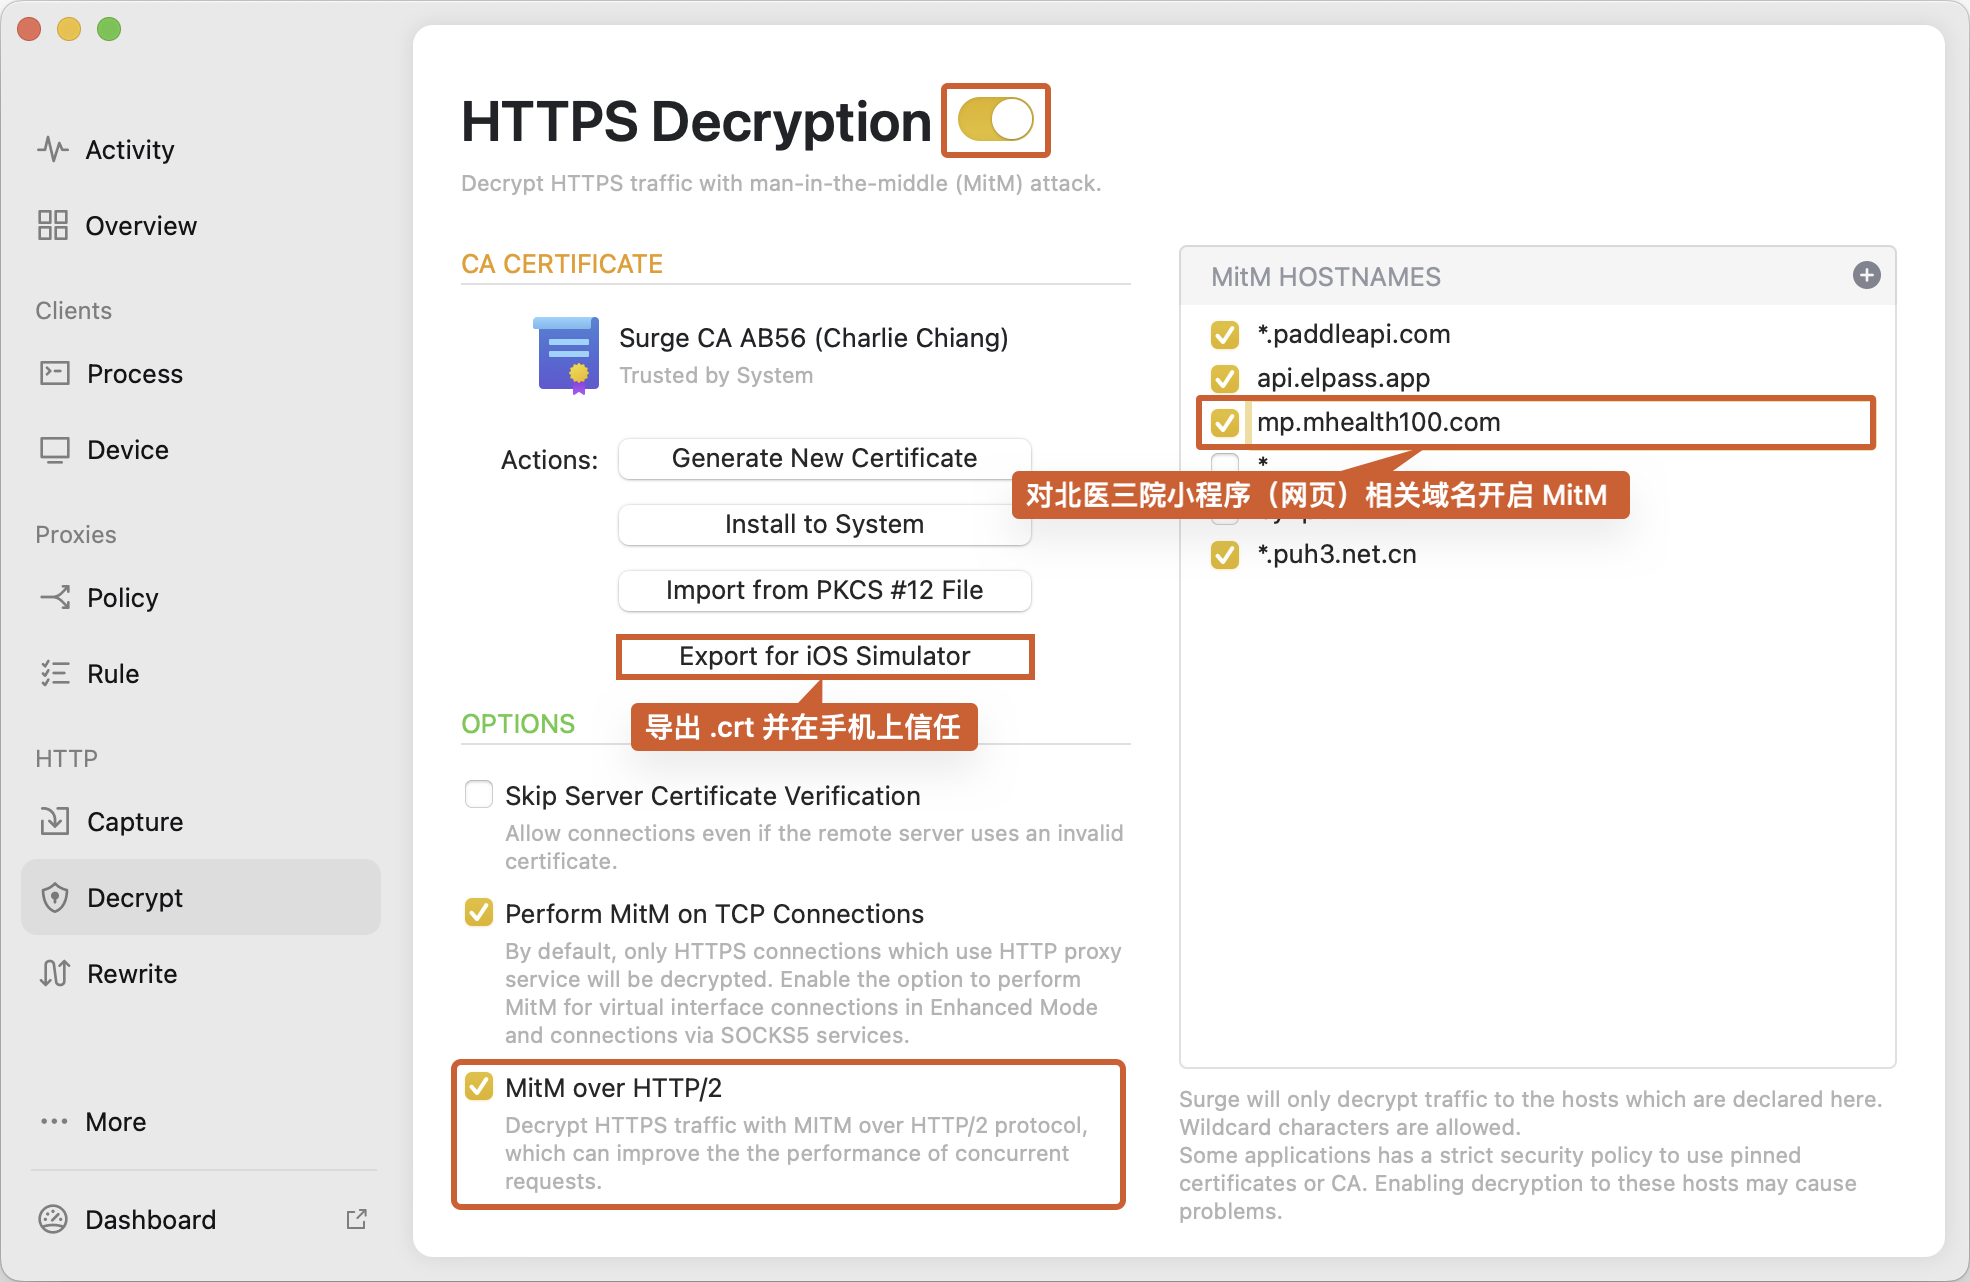 Activity
Overview
Clients
Process
Device
Proxies
Policy
Rule
HTTP
Capture
Decrypt
Rewrite
More
Dashboard
HTTPS Decryption
Decrypt HTTPS traffic with man-in-the-middle (MitM) attack.
CA CERTIFICATE
Surge CA AB56 (Charlie Chiang)
Trusted by System
Actions:
Generate New Certificate
Install to System
Import from PKCS #12 File
Export for iOS Simulator
导出 .crt 并在手机上信任
OPTIONS
Skip Server Certificate Verification
Allow connections even if the remote server uses an invalid
certificate.
Perform MitM on TCP Connections
By default, only HTTPS connections which use HTTP proxy
service will be decrypted. Enable the option to perform
MitM for virtual interface connections in Enhanced Mode
and connections via SOCKS5 services.
MitM over HTTP/2
Decrypt HTTPS traffic with MITM over HTTP/2 protocol,
which can improve the the performance of concurrent
requests.
MitM HOSTNAMES
*.paddleapi.com
api.elpass.app
mp.mhealth100.com
*
对北医三院小程序（网页）相关域名开启 MitM
*.puh3.net.cn
Surge will only decrypt traffic to the hosts which are declared here.
Wildcard characters are allowed.
Some applications has a strict security policy to use pinned
certificates or CA. Enabling decryption to these hosts may cause
problems.